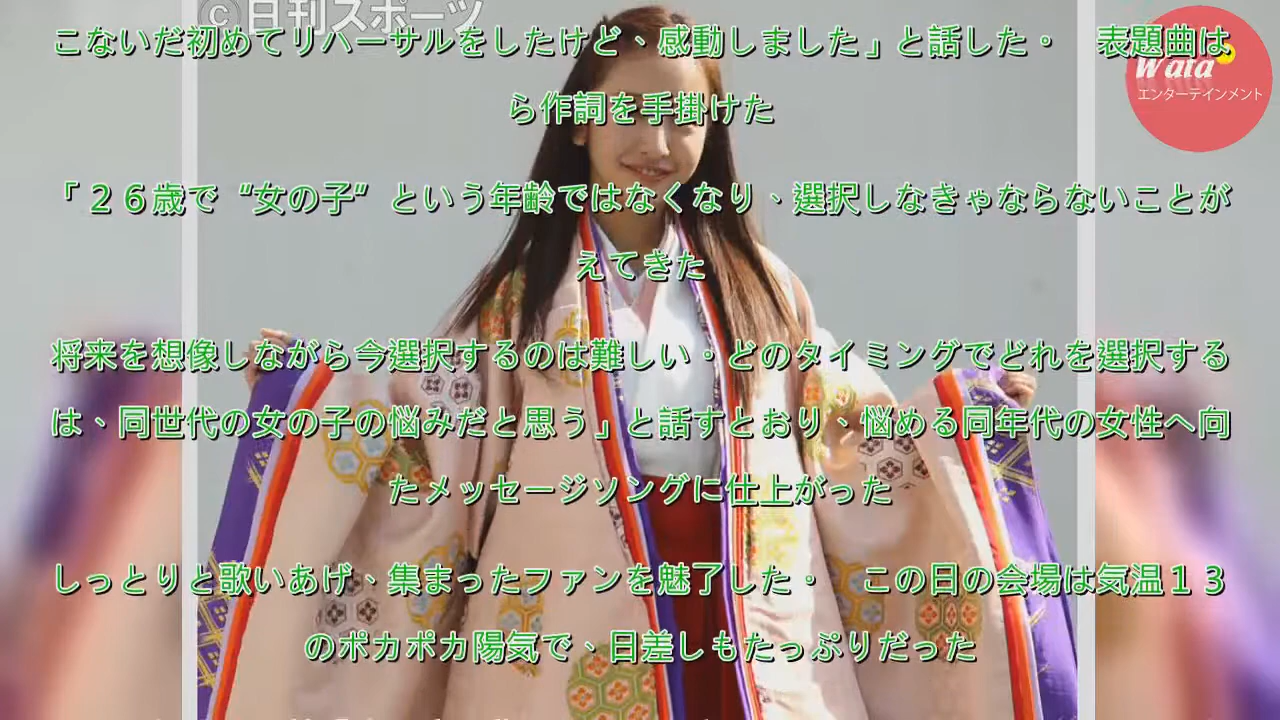 ©日刊スポーツ
Wata
エンターテインメント
こないだ初めてリハーサルをしたけど、感動しました」と話した・　表題曲は
ら作詞を手掛けた
「２６歳で“女の子”という年齢ではなくなり、選択しなきゃならないことが
えてきた
将来を想像しながら今選択するのは難しい・どのタイミングでどれを選択する
は、同世代の女の子の悩みだと思う」と話すとおり、悩める同年代の女性へ向
たメッセージソングに仕上がった
しっとりと歌いあげ、集まったファンを魅了した・　この日の会場は気温１３
のポカポカ陽気で、日差しもたっぷりだった